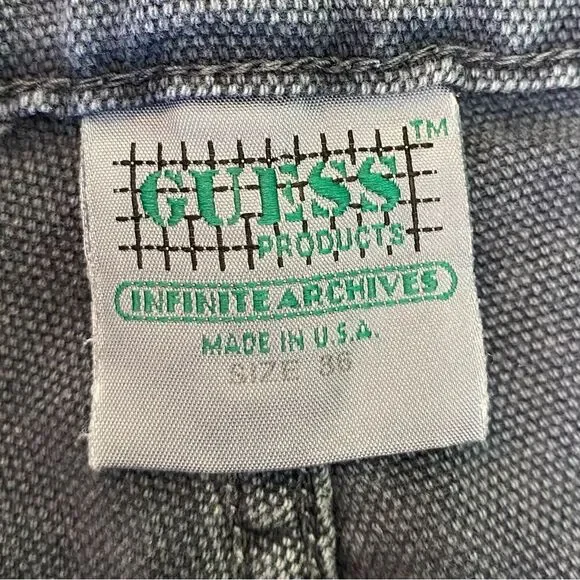 GUESS™
PRODUCTS
INFINITE ARCHIVES
MADE IN U.S.A.
SIZE 36